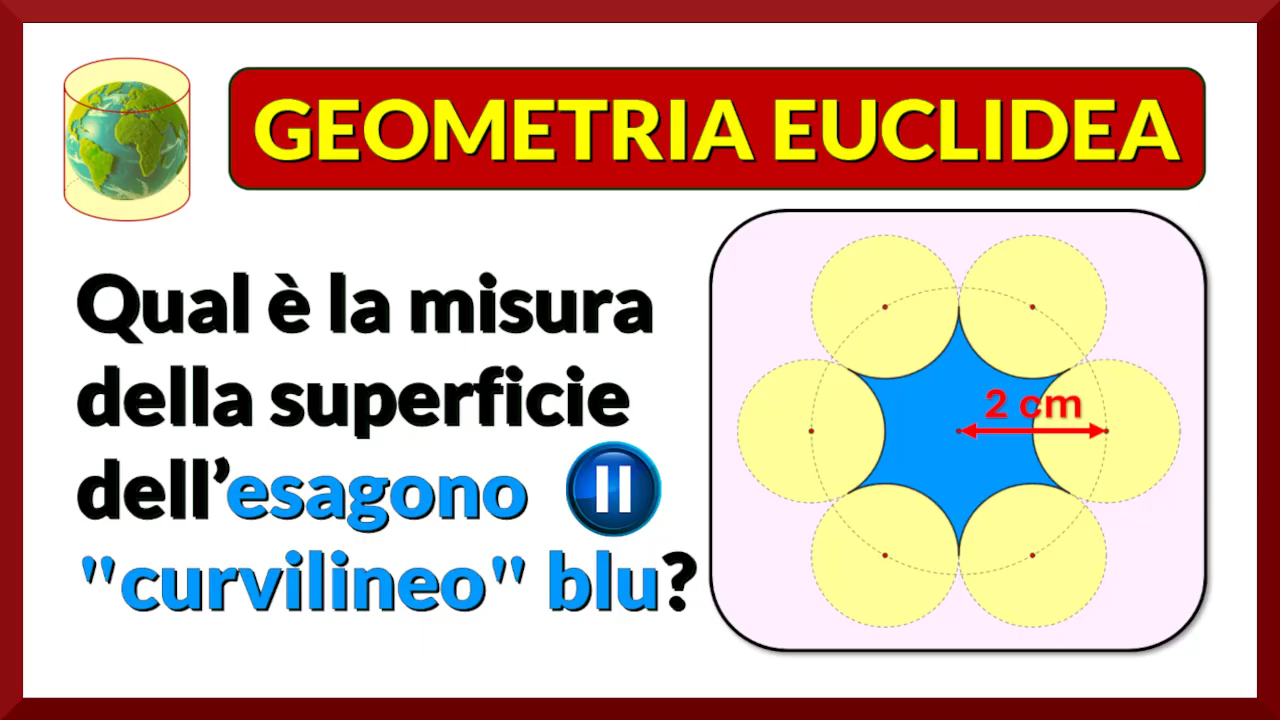 GEOMETRIA EUCLIDEA
Qual è la misura
della superficie
dell'esagono
"curvilineo" blu?
2 cm